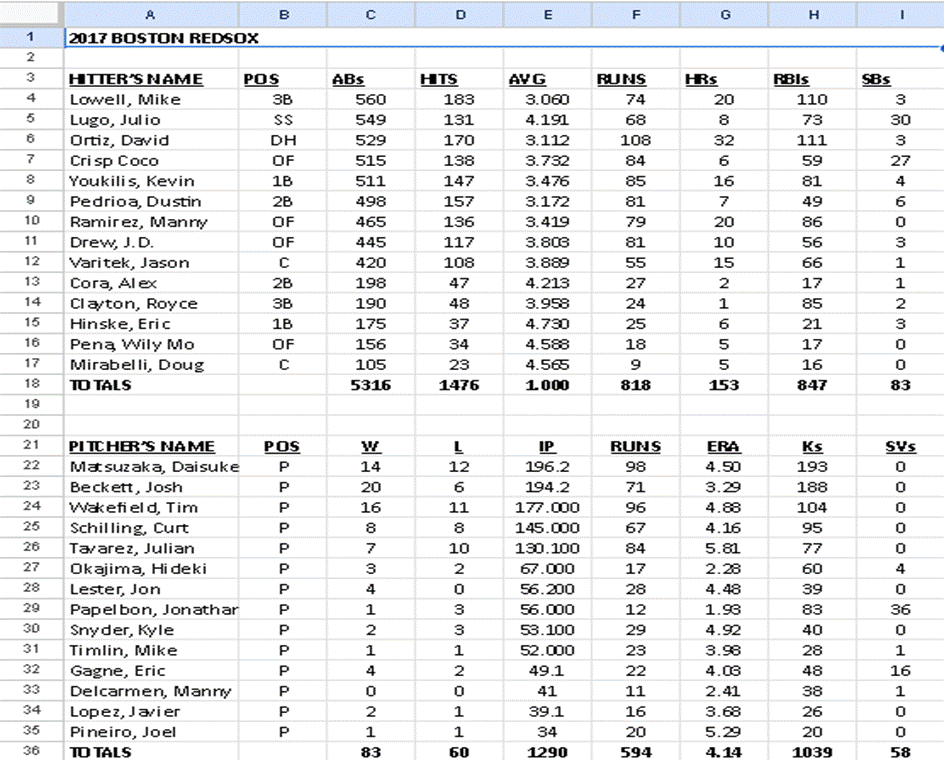 A B C D E F G H I
1 2017 BOSTON REDSOX
2
3 HITTER'S NAME POS ABs HITS AVG RUNS HRs RBIs SBs
4 Lowell, Mike 3B 560 183 3.060 74 20 110 3
5 Lugo, Julio SS 549 131 4.191 68 8 73 30
6 Ortiz, David DH 529 170 3.112 108 32 111 3
7 Crisp Coco OF 515 138 3.732 84 6 59 27
8 Youkilis, Kevin 1B 511 147 3.476 85 16 81 4
9 Pedrioa, Dustin 2B 498 157 3.172 81 7 49 6
10 Ramirez, Manny OF 465 136 3.419 79 20 86 0
11 Drew, J.D. OF 445 117 3.803 81 10 56 3
12 Varitek, Jason C 420 108 3.889 55 15 66 1
13 Cora, Alex 2B 198 47 4.213 27 2 17 1
14 Clayton, Royce 3B 190 48 3.958 24 1 85 2
15 Hinske, Eric 1B 175 37 4.730 25 6 21 3
16 Pena, Wily Mo OF 156 34 4.588 18 5 17 0
17 Mirabelli, Doug C 105 23 4.565 9 5 16 0
18 TOTALS 5316 1476 1.000 818 153 847 83
19
20
21 PITCHER'S NAME POS W L IP RUNS ERA Ks SVs
22 Matsuzaka, Daisuke P 14 12 196.2 98 4.50 193 0
23 Beckett, Josh P 20 6 194.2 71 3.29 188 0
24 Wakefield, Tim P 16 11 177.000 96 4.88 104 0
25 Schilling, Curt P 8 8 145.000 67 4.16 95 0
26 Tavarez, Julian P 7 10 130.100 84 5.81 77 0
27 Okajima, Hideki P 3 2 67.000 17 2.28 60 4
28 Lester, Jon P 4 0 56.200 28 4.48 39 0
29 Papelbon, Jonathan P 1 3 56.000 12 1.93 83 36
30 Snyder, Kyle P 2 3 53.100 29 4.92 40 0
31 Timlin, Mike P 1 1 52.000 23 3.98 28 1
32 Gagne, Eric P 4 2 49.1 22 4.03 48 16
33 Delcarmen, Manny P 0 0 41 11 2.41 38 1
34 Lopez, Javier P 2 1 39.1 16 3.68 26 0
35 Pineiro, Joel P 1 1 34 20 5.29 20 0
36 TOTALS 83 60 1290 594 4.14 1039 58